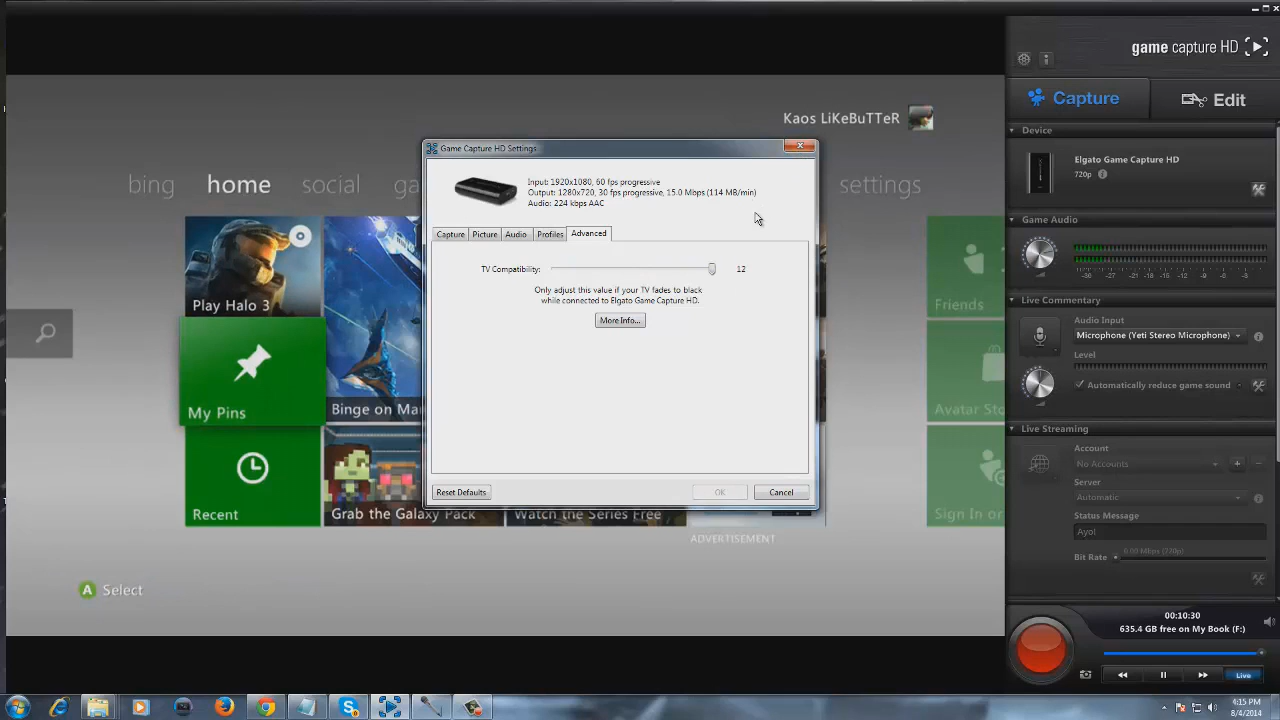 game capture HD
Capture
Edit
Kaos LiKeBuTTeR
bing
home
social
ga
settings
Play Halo 3
My Pins
Binge on Ma
Recent
Grab the Galaxy Pack
Watch the Series Free
ADVERTISEMENT
Friends
Avatar Sto
Sign In or
A Select
Game Capture HD Settings
Input: 1920x1080, 60 fps progressive
Output: 1280x720, 30 fps progressive, 15.0 Mbps (114 MB/min)
Audio: 224 kbps AAC
Capture Picture Audio Profiles Advanced
TV Compatibility: 12
Only adjust this value if your TV fades to black
while connected to Elgato Game Capture HD.
More Info...
Reset Defaults
OK
Cancel
Device
Elgato Game Capture HD
720p
Game Audio
Live Commentary
Audio Input
Microphone (Yeti Stereo Microphone)
Level
Automatically reduce game sound
Live Streaming
Account
No Accounts
Server
Automatic
Status Message
Ayo!
Bit Rate
0.00 Mbps (720p)
00:10:30
635.4 GB free on My Book (F:)
Live
4:15 PM
8/4/2014